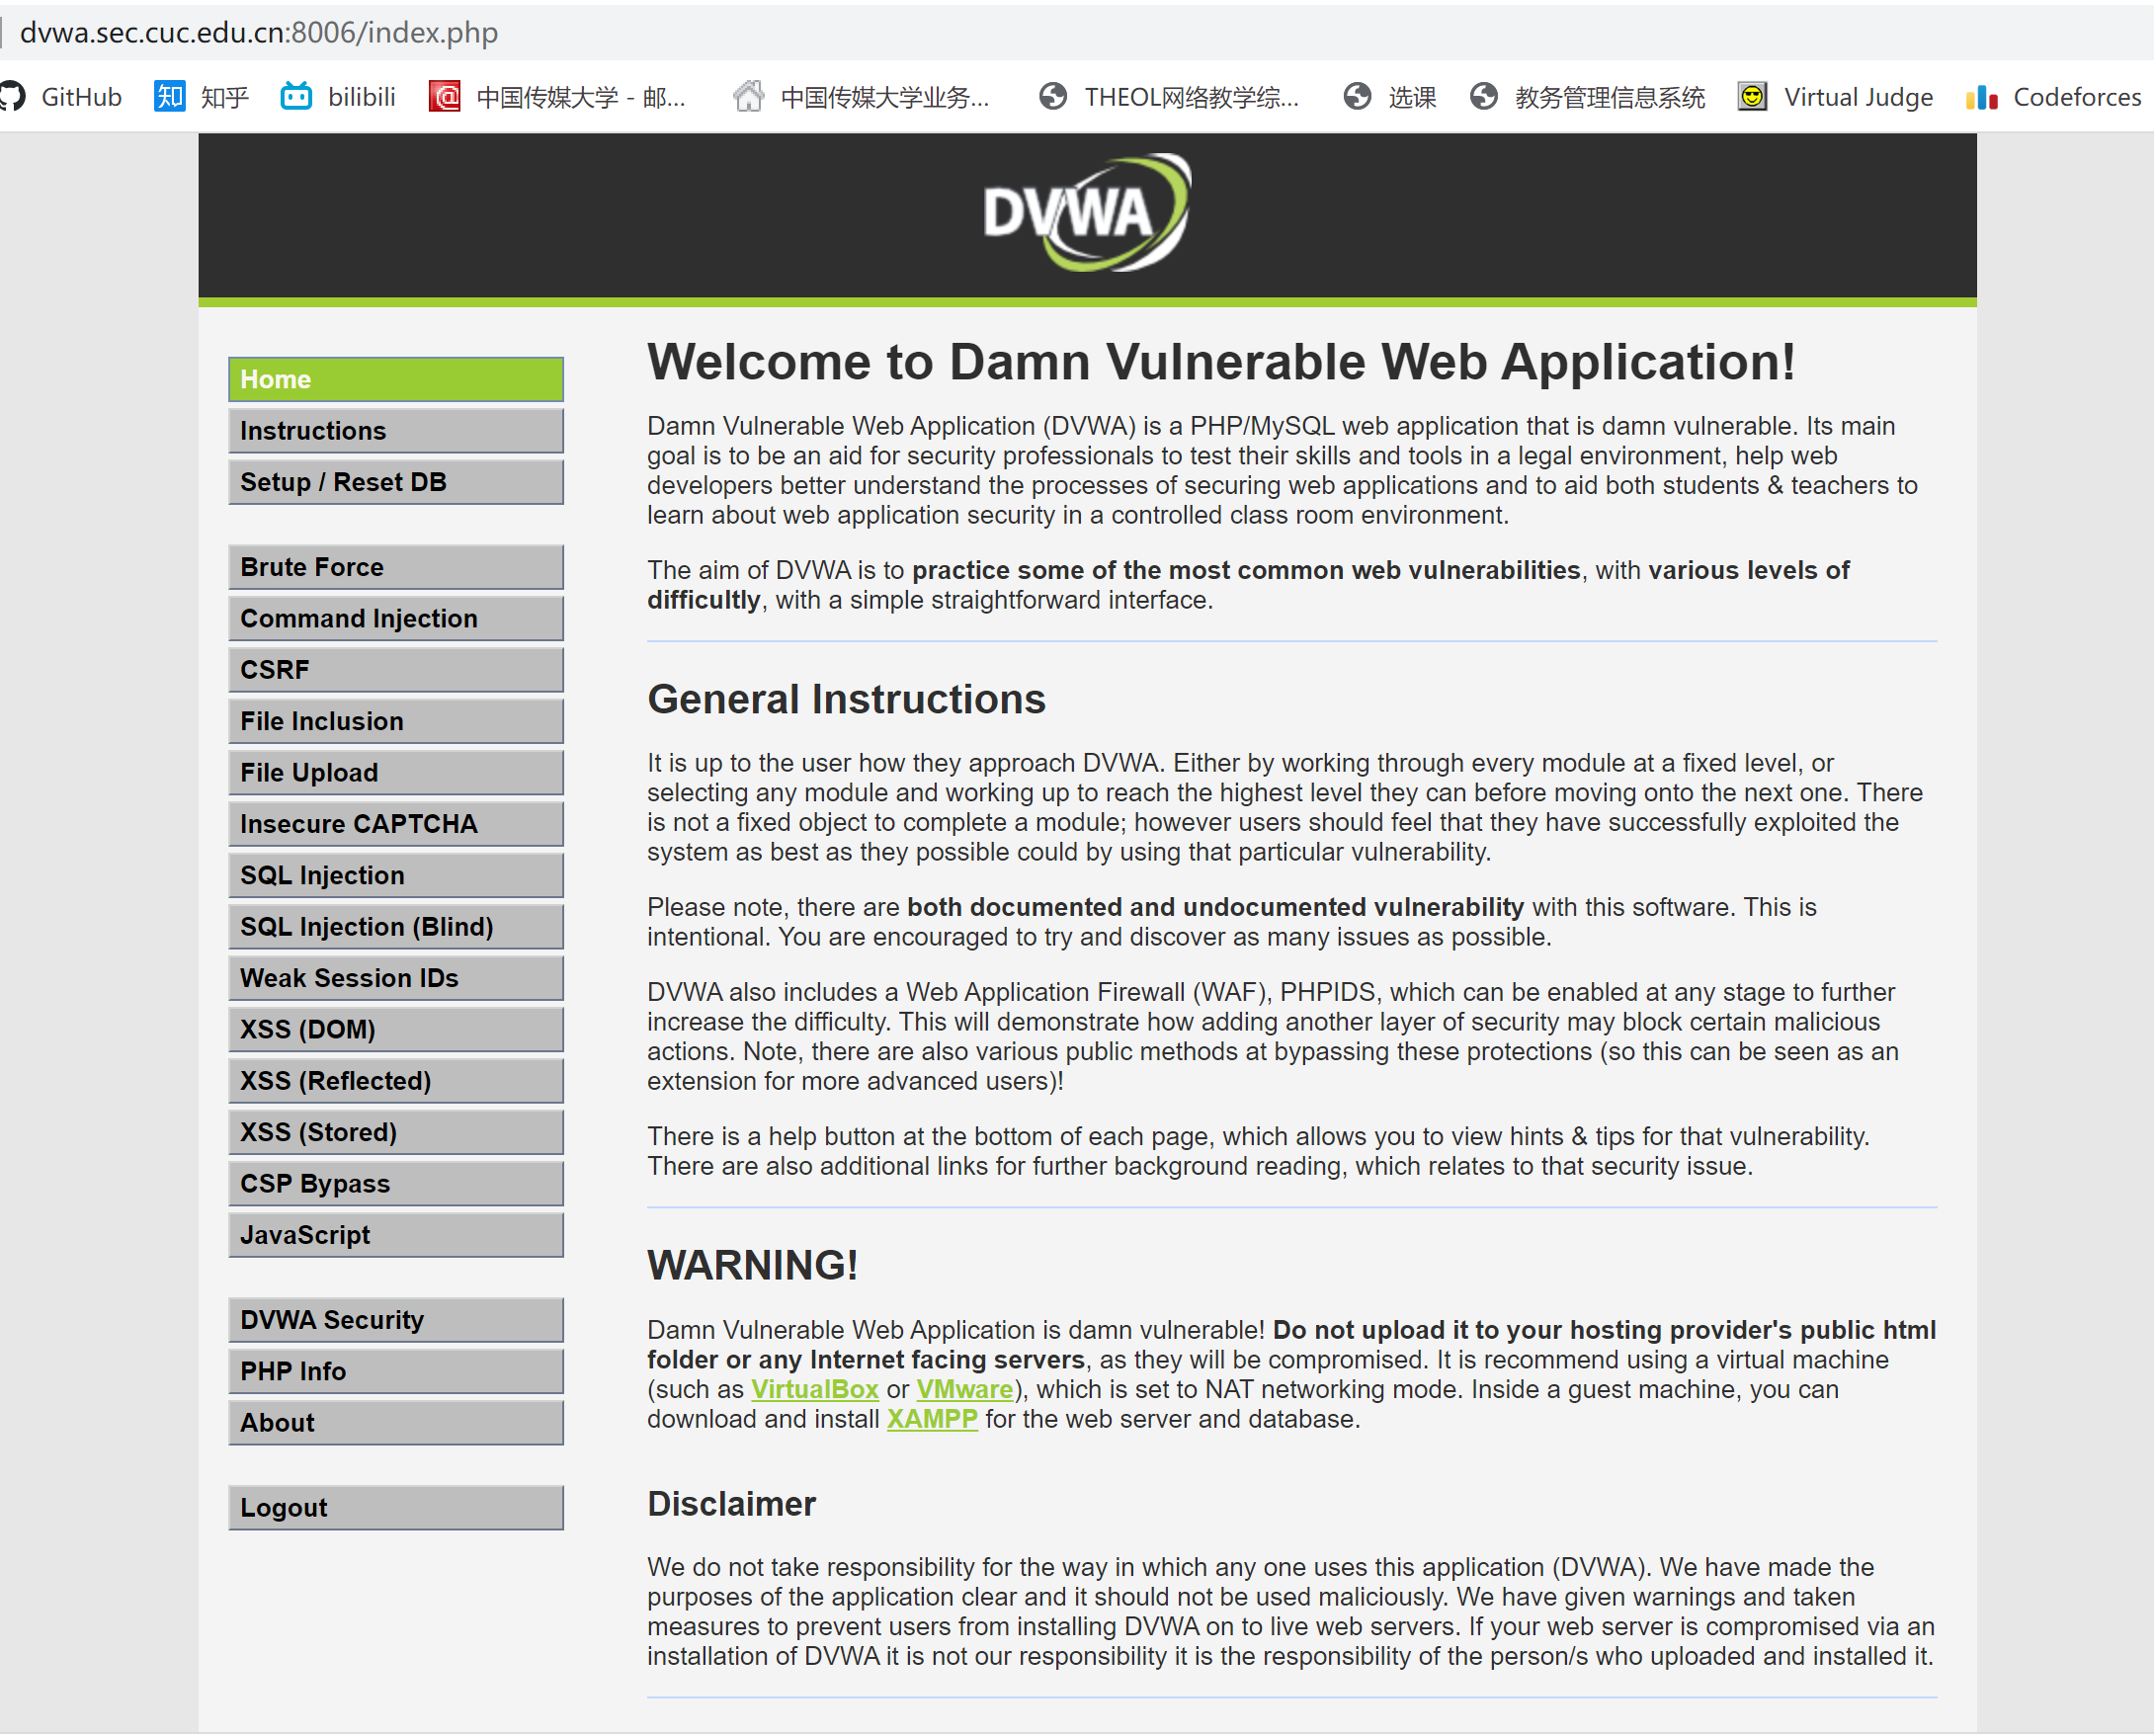 dvwa.sec.cuc.edu.cn:8006/index.php
GitHub 知 知乎 bilibili @ 中国传媒大学 - 邮... 中国传媒大学业务... THEOL网络教学综... 选课 教务管理信息系统 Virtual Judge Codeforces
DVWA
Home
Instructions
Setup / Reset DB
Brute Force
Command Injection
CSRF
File Inclusion
File Upload
Insecure CAPTCHA
SQL Injection
SQL Injection (Blind)
Weak Session IDs
XSS (DOM)
XSS (Reflected)
XSS (Stored)
CSP Bypass
JavaScript
DVWA Security
PHP Info
About
Logout
Welcome to Damn Vulnerable Web Application!
Damn Vulnerable Web Application (DVWA) is a PHP/MySQL web application that is damn vulnerable. Its main
goal is to be an aid for security professionals to test their skills and tools in a legal environment, help web
developers better understand the processes of securing web applications and to aid both students & teachers to
learn about web application security in a controlled class room environment.
The aim of DVWA is to practice some of the most common web vulnerabilities, with various levels of
difficultly, with a simple straightforward interface.
General Instructions
It is up to the user how they approach DVWA. Either by working through every module at a fixed level, or
selecting any module and working up to reach the highest level they can before moving onto the next one. There
is not a fixed object to complete a module; however users should feel that they have successfully exploited the
system as best as they possible could by using that particular vulnerability.
Please note, there are both documented and undocumented vulnerability with this software. This is
intentional. You are encouraged to try and discover as many issues as possible.
DVWA also includes a Web Application Firewall (WAF), PHPIDS, which can be enabled at any stage to further
increase the difficulty. This will demonstrate how adding another layer of security may block certain malicious
actions. Note, there are also various public methods at bypassing these protections (so this can be seen as an
extension for more advanced users)!
There is a help button at the bottom of each page, which allows you to view hints & tips for that vulnerability.
There are also additional links for further background reading, which relates to that security issue.
WARNING!
Damn Vulnerable Web Application is damn vulnerable! Do not upload it to your hosting provider's public html
folder or any Internet facing servers, as they will be compromised. It is recommend using a virtual machine
(such as VirtualBox or VMware), which is set to NAT networking mode. Inside a guest machine, you can
download and install XAMPP for the web server and database.
Disclaimer
We do not take responsibility for the way in which any one uses this application (DVWA). We have made the
purposes of the application clear and it should not be used maliciously. We have given warnings and taken
measures to prevent users from installing DVWA on to live web servers. If your web server is compromised via an
installation of DVWA it is not our responsibility it is the responsibility of the person/s who uploaded and installed it.